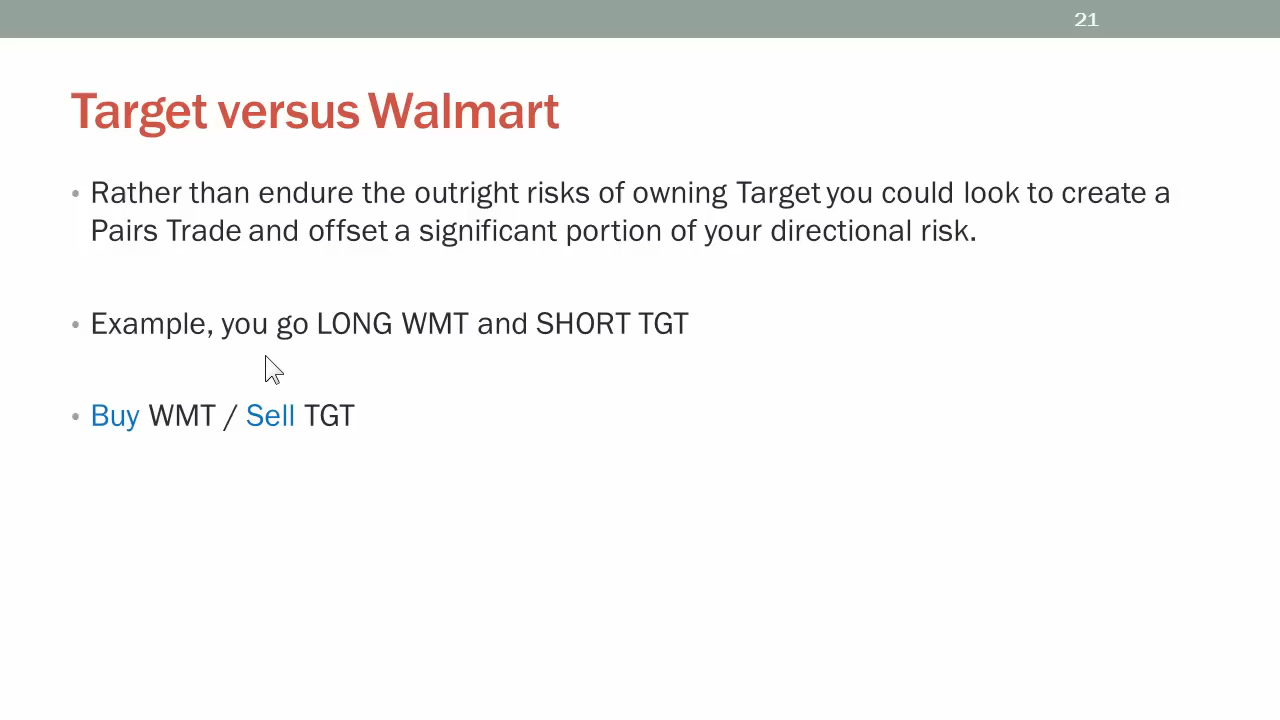 21
Target versus Walmart
• Rather than endure the outright risks of owning Target you could look to create a
Pairs Trade and offset a significant portion of your directional risk.
• Example, you go LONG WMT and SHORT TGT
• Buy WMT / Sell TGT